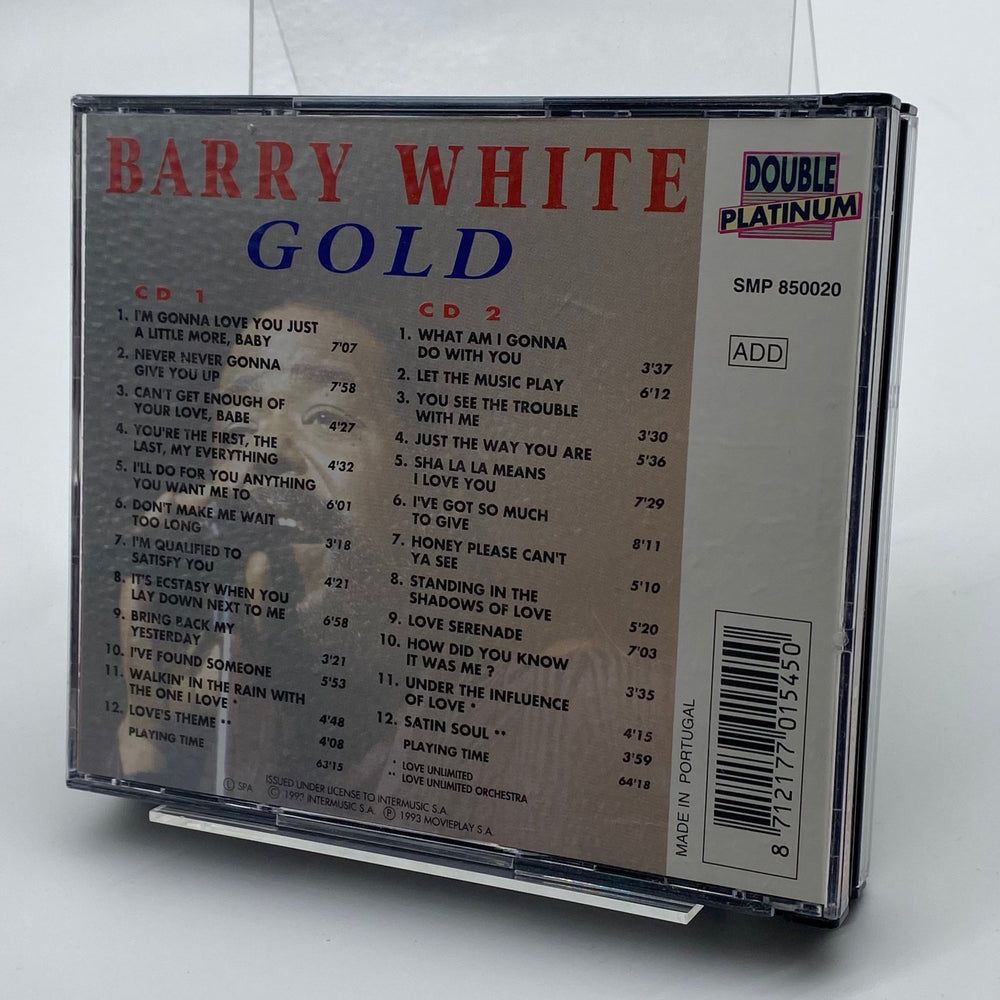 BARRY WHITE
GOLD
CD 1
1. I'M GONNA LOVE YOU JUST
A LITTLE MORE, BABY 7'07
2. NEVER NEVER GONNA
GIVE YOU UP 7'58
3. CAN'T GET ENOUGH OF
YOUR LOVE, BABE 4'27
4. YOU'RE THE FIRST, THE
LAST, MY EVERYTHING 4'32
5. I'LL DO FOR YOU ANYTHING
YOU WANT ME TO 6'01
6. DON'T MAKE ME WAIT
TOO LONG 3'18
7. I'M QUALIFIED TO
SATISFY YOU 4'21
8. IT'S ECSTASY WHEN YOU
LAY DOWN NEXT TO ME 6'58
9. BRING BACK MY
YESTERDAY 3'21
10. I'VE FOUND SOMEONE 5'53
11. WALKIN' IN THE RAIN WITH
THE ONE I LOVE * 4'48
12. LOVE'S THEME ** 4'08
PLAYING TIME 63'15
CD 2
1. WHAT AM I GONNA
DO WITH YOU 3'37
2. LET THE MUSIC PLAY 6'12
3. YOU SEE THE TROUBLE
WITH ME 3'30
4. JUST THE WAY YOU ARE 5'36
5. SHA LA LA MEANS
I LOVE YOU 7'29
6. I'VE GOT SO MUCH
TO GIVE 8'11
7. HONEY PLEASE CAN'T
YA SEE 5'10
8. STANDING IN THE
SHADOWS OF LOVE 5'20
9. LOVE SERENADE 7'03
10. HOW DID YOU KNOW
IT WAS ME ? 3'35
11. UNDER THE INFLUENCE
OF LOVE * 4'15
12. SATIN SOUL ** 3'59
PLAYING TIME 64'18
* LOVE UNLIMITED
** LOVE UNLIMITED ORCHESTRA
Ⓛ SPA ISSUED UNDER LICENSE TO INTERMUSIC S.A.
© 1992 INTERMUSIC S.A. ℗ 1993 MOVIEPLAY S.A.
DOUBLE
PLATINUM
SMP 850020
ADD
MADE IN PORTUGAL
8 712177 015450